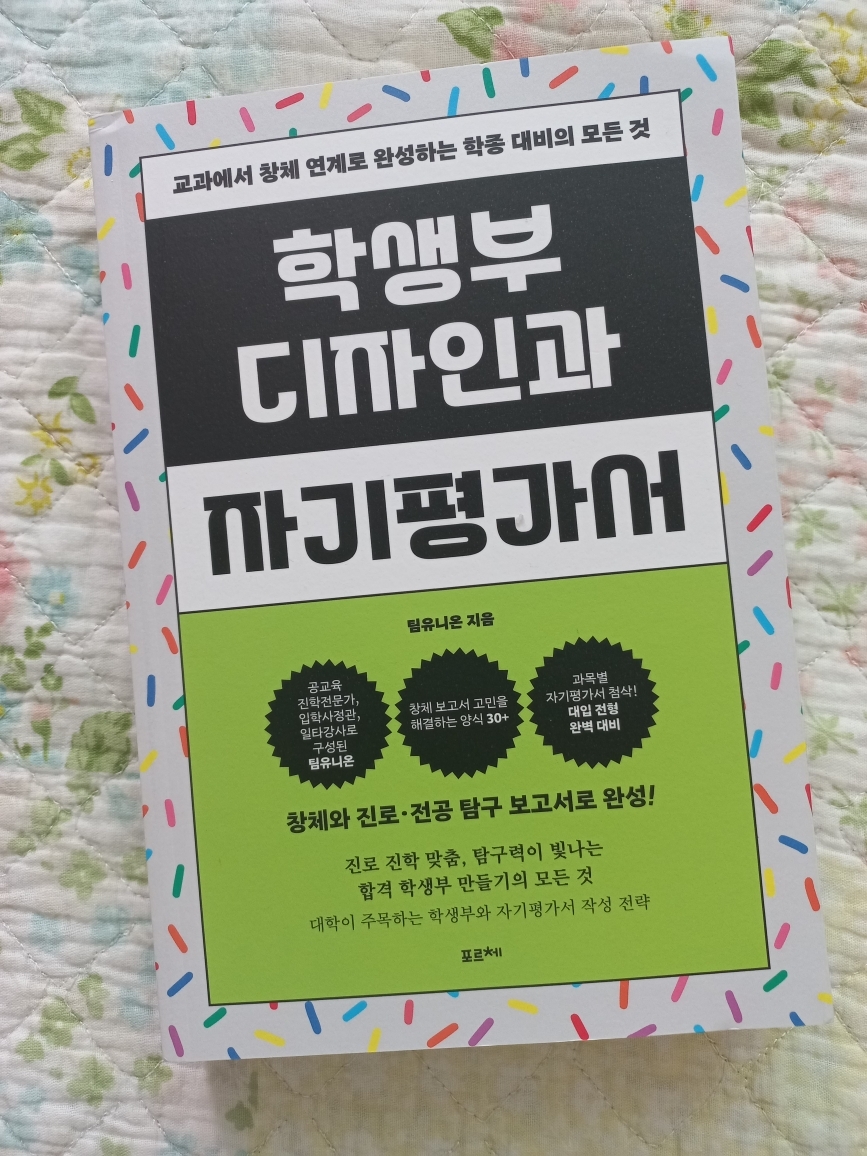 교과에서 창체 연계로 완성하는 학종 대비의 모든 것
학생부
디자인과
자기평가서
팀유니온 지음
공교육
진학전문가,
입학사정관,
일타강사로
구성된
팀유니온
창체 보고서 고민을
해결하는 양식 30+
과목별
자기평가서 첨삭!
대입 전형
완벽 대비
창체와 진로·전공 탐구 보고서로 완성!
진로 진학 맞춤, 탐구력이 빛나는
합격 학생부 만들기의 모든 것
대학이 주목하는 학생부와 자기평가서 작성 전략
포르체